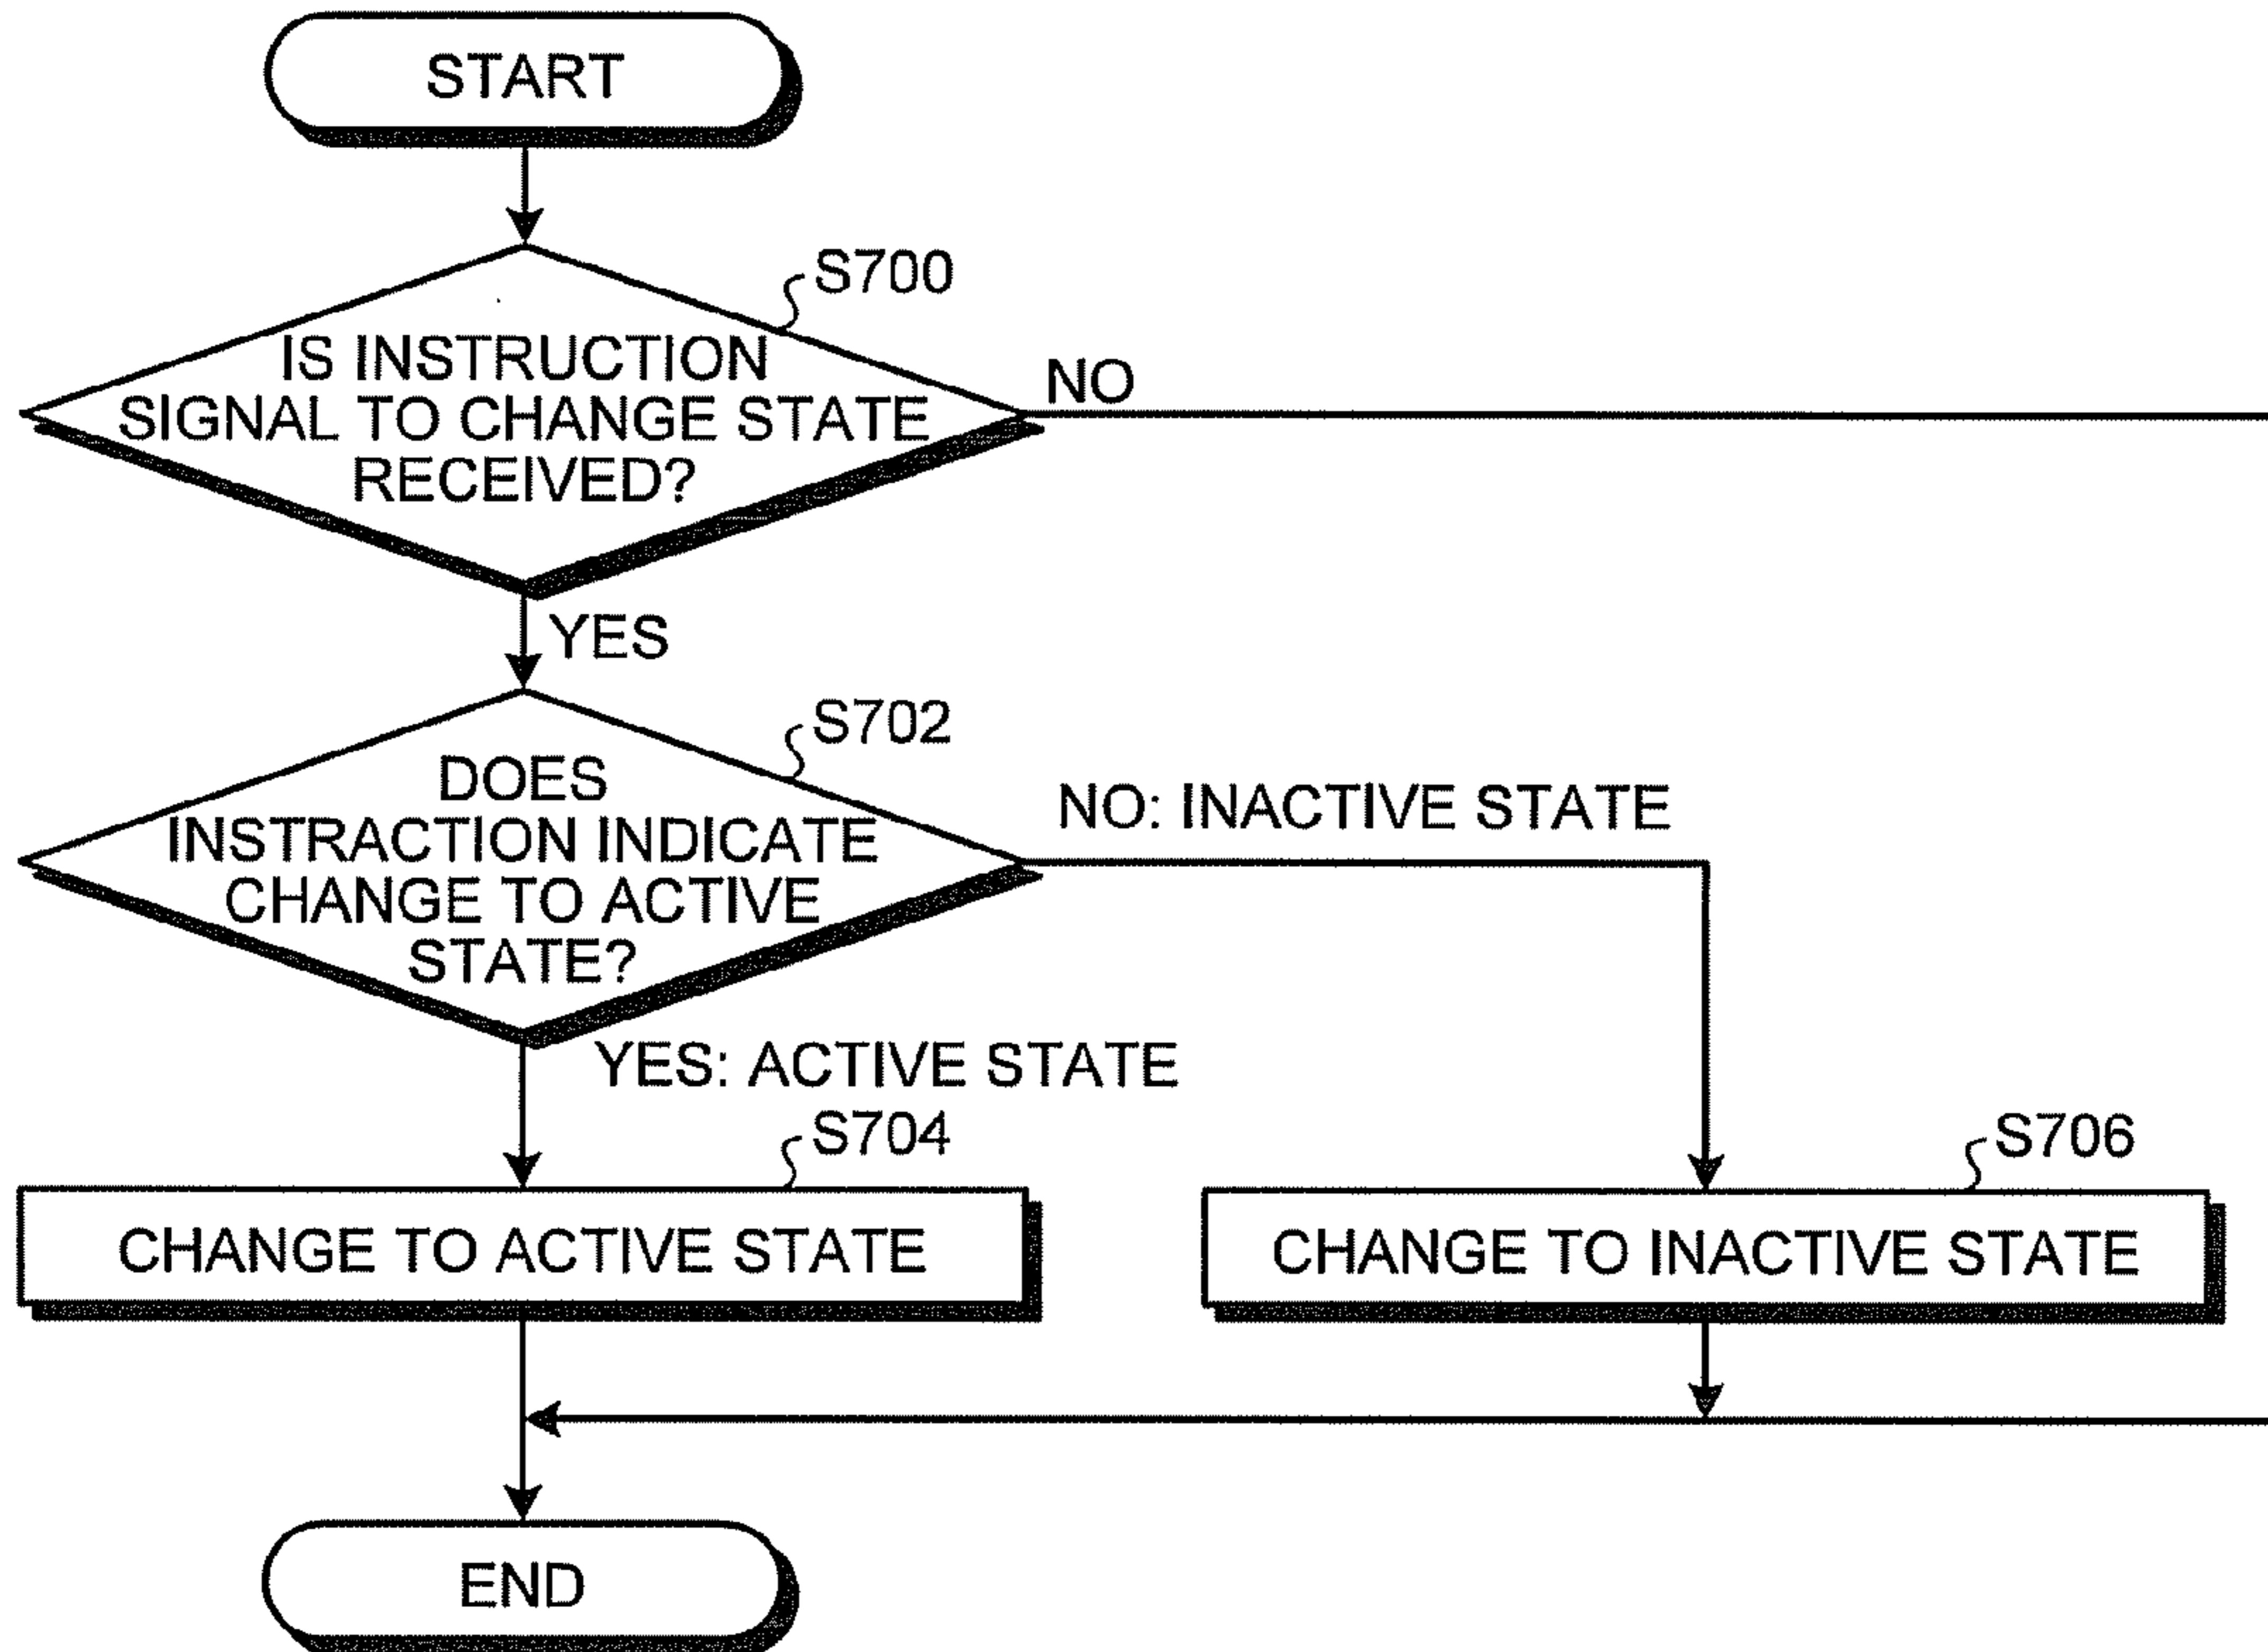 START
S700
IS INSTRUCTION
SIGNAL TO CHANGE STATE
RECEIVED?
NO
YES
S702
DOES
INSTRACTION INDICATE
CHANGE TO ACTIVE
STATE?
NO: INACTIVE STATE
YES: ACTIVE STATE
S704
CHANGE TO ACTIVE STATE
S706
CHANGE TO INACTIVE STATE
END